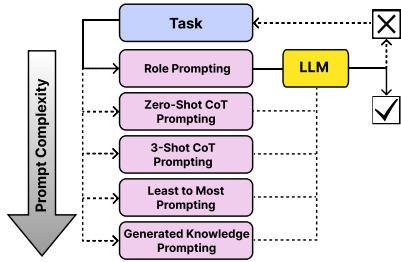 Task
Role Prompting
LLM
Zero-Shot CoT
Prompting
3-Shot CoT
Prompting
Least to Most
Prompting
Generated Knowledge
Prompting
Prompt Complexity